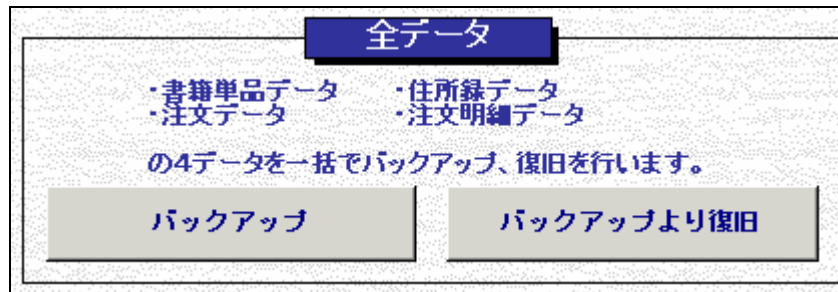 全データ
・書籍単品データ ・住所録データ
・注文データ ・注文明細データ
の4データを一括でバックアップ、復旧を行います。
バックアップ バックアップより復旧